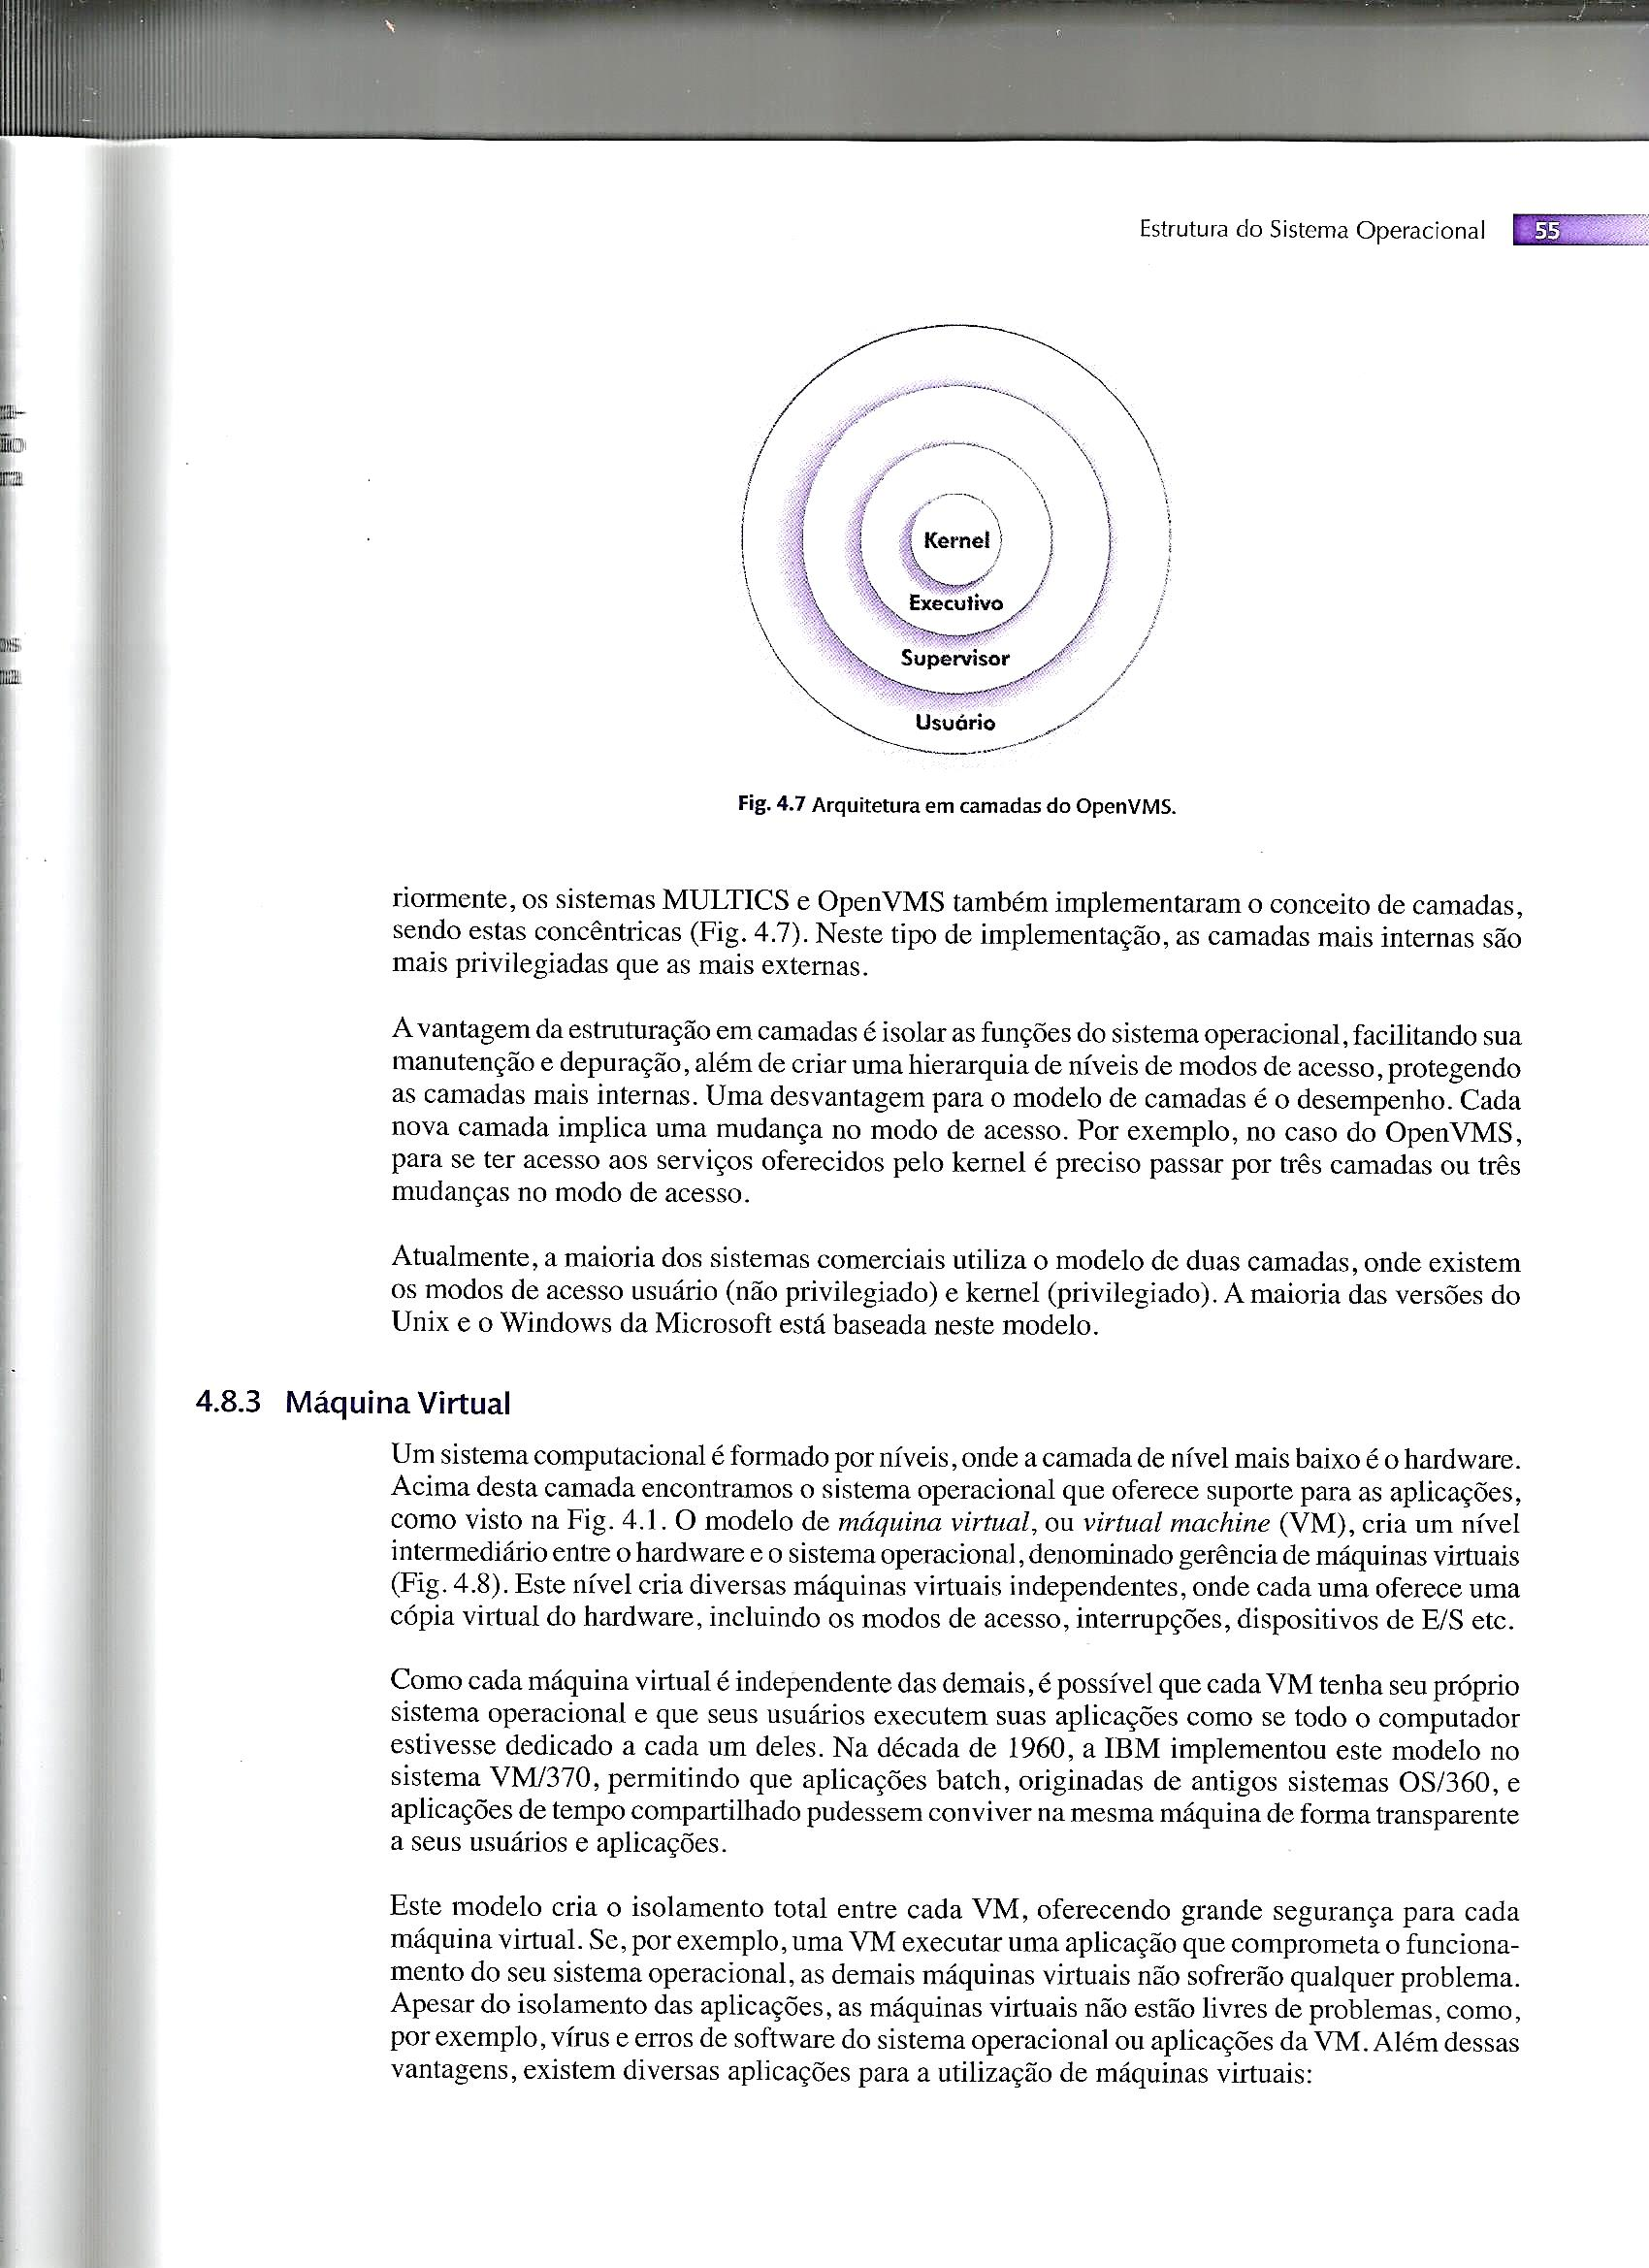 Estrutura do Sistema Operacional 55
Kernel
Executivo
Supervisor
Usuário
Fig. 4.7 Arquitetura em camadas do OpenVMS.
riormente, os sistemas MULTICS e OpenVMS também implementaram o conceito de camadas,
sendo estas concêntricas (Fig. 4.7). Neste tipo de implementação, as camadas mais internas são
mais privilegiadas que as mais externas.
A vantagem da estruturação em camadas é isolar as funções do sistema operacional, facilitando sua
manutenção e depuração, além de criar uma hierarquia de níveis de modos de acesso, protegendo
as camadas mais internas. Uma desvantagem para o modelo de camadas é o desempenho. Cada
nova camada implica uma mudança no modo de acesso. Por exemplo, no caso do OpenVMS,
para se ter acesso aos serviços oferecidos pelo kernel é preciso passar por três camadas ou três
mudanças no modo de acesso.
Atualmente, a maioria dos sistemas comerciais utiliza o modelo de duas camadas, onde existem
os modos de acesso usuário (não privilegiado) e kernel (privilegiado). A maioria das versões do
Unix e o Windows da Microsoft está baseada neste modelo.
4.8.3 Máquina Virtual
Um sistema computacional é formado por níveis, onde a camada de nível mais baixo é o hardware.
Acima desta camada encontramos o sistema operacional que oferece suporte para as aplicações,
como visto na Fig. 4.1. O modelo de máquina virtual, ou virtual machine (VM), cria um nível
intermediário entre o hardware e o sistema operacional, denominado gerência de máquinas virtuais
(Fig. 4.8). Este nível cria diversas máquinas virtuais independentes, onde cada uma oferece uma
cópia virtual do hardware, incluindo os modos de acesso, interrupções, dispositivos de E/S etc.
Como cada máquina virtual é independente das demais, é possível que cada VM tenha seu próprio
sistema operacional e que seus usuários executem suas aplicações como se todo o computador
estivesse dedicado a cada um deles. Na década de 1960, a IBM implementou este modelo no
sistema VM/370, permitindo que aplicações batch, originadas de antigos sistemas OS/360, e
aplicações de tempo compartilhado pudessem conviver na mesma máquina de forma transparente
a seus usuários e aplicações.
Este modelo cria o isolamento total entre cada VM, oferecendo grande segurança para cada
máquina virtual. Se, por exemplo, uma VM executar uma aplicação que comprometa o funciona-
mento do seu sistema operacional, as demais máquinas virtuais não sofrerão qualquer problema.
Apesar do isolamento das aplicações, as máquinas virtuais não estão livres de problemas, como,
por exemplo, vírus e erros de software do sistema operacional ou aplicações da VM. Além dessas
vantagens, existem diversas aplicações para a utilização de máquinas virtuais: